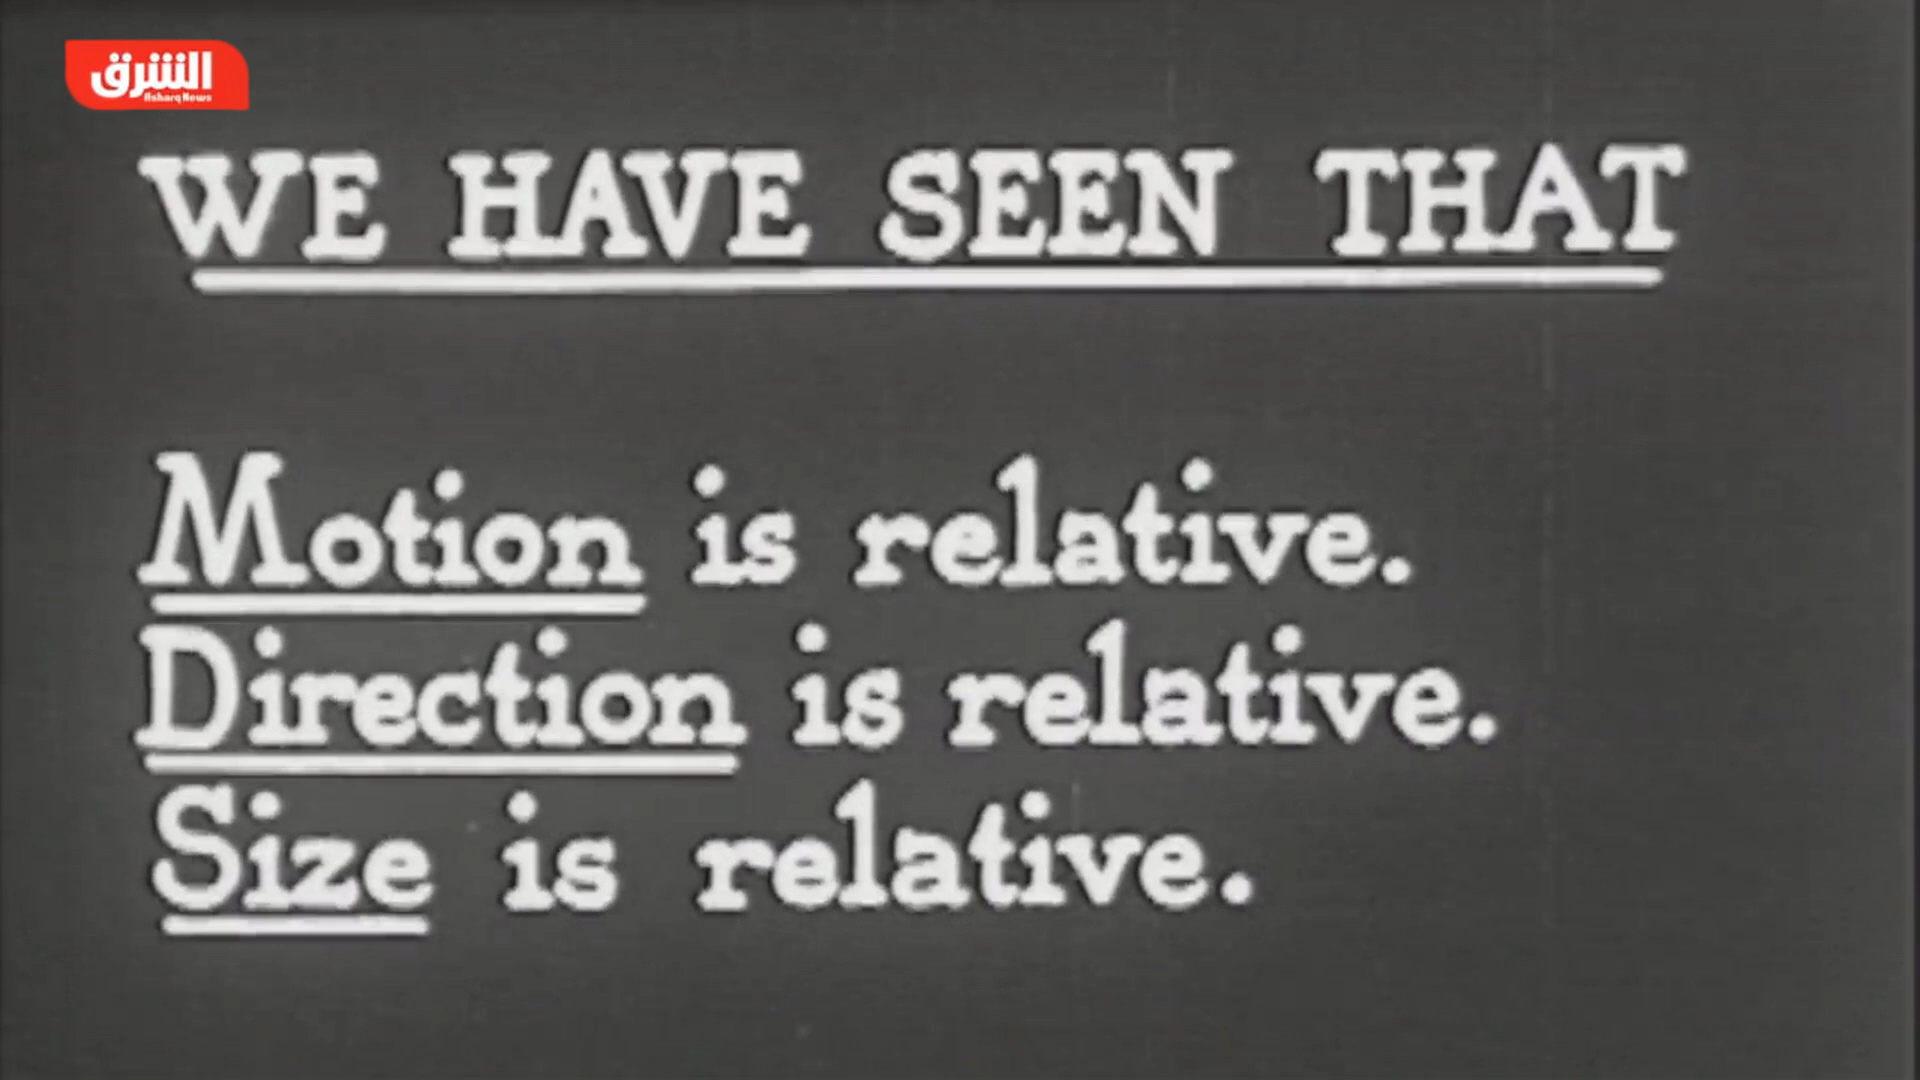 الشرق
Asharq News
WE HAVE SEEN THAT
Motion is relative.
Direction is relative.
Size is relative.